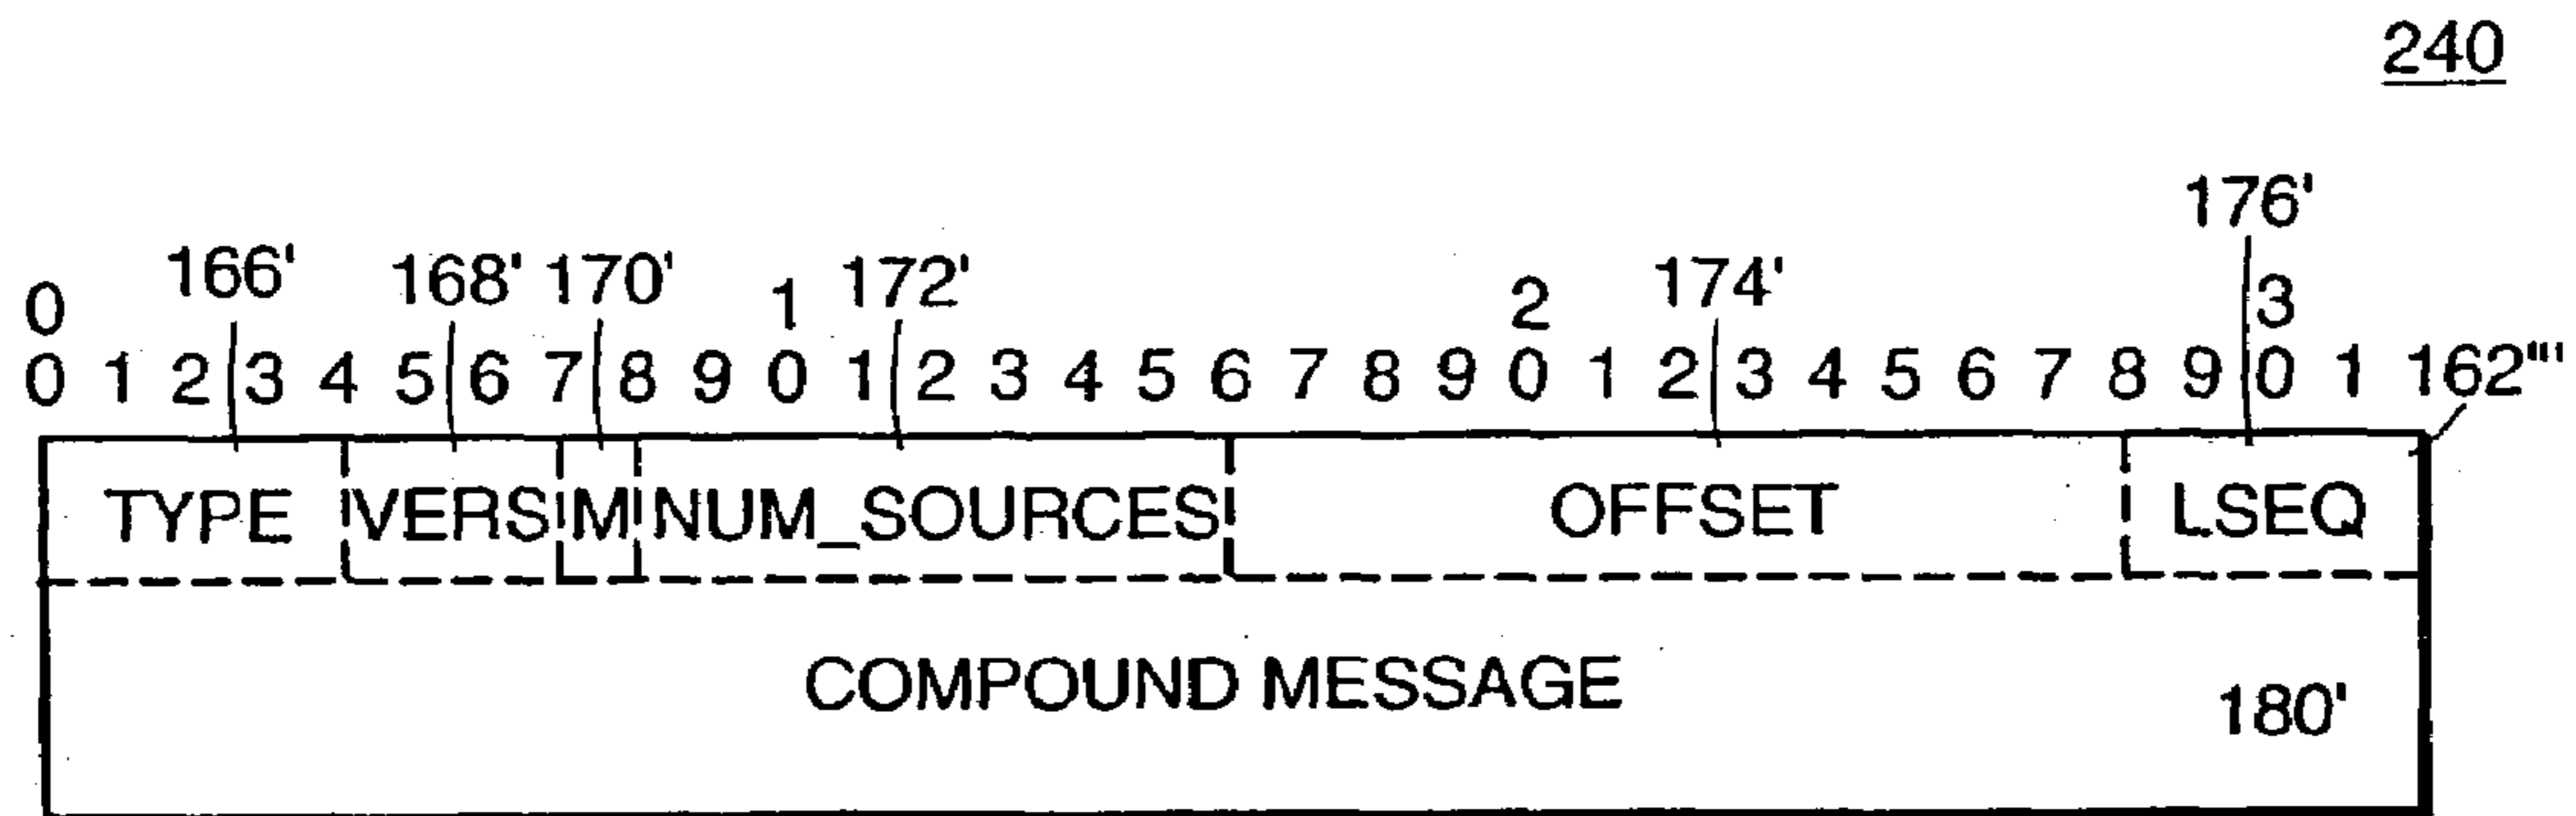 240
176'
166' 168' 170' 172' 174'
0 1 2 3
0 1 2 3 4 5 6 7 8 9 0 1 2 3 4 5 6 7 8 9 0 1 2 3 4 5 6 7 8 9 0 1 162'''
TYPE VERS M NUM_SOURCES OFFSET LSEQ
COMPOUND MESSAGE
180'